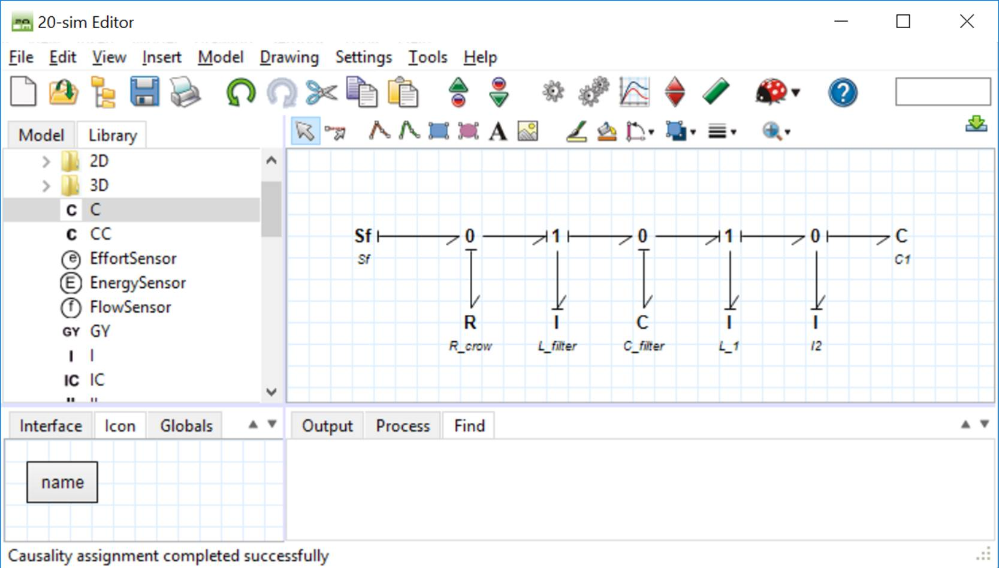 20-sim Editor
File Edit View Insert Model Drawing Settings Tools Help
Model Library
2D
3D
C C
C CC
e EffortSensor
E EnergySensor
f FlowSensor
GY GY
I I
IC IC
Sf 0 1 0 1 0 C
Sf C1
R I C I I
R_crow L_filter C_filter L_1 I2
Interface Icon Globals
Output Process Find
name
Causality assignment completed successfully